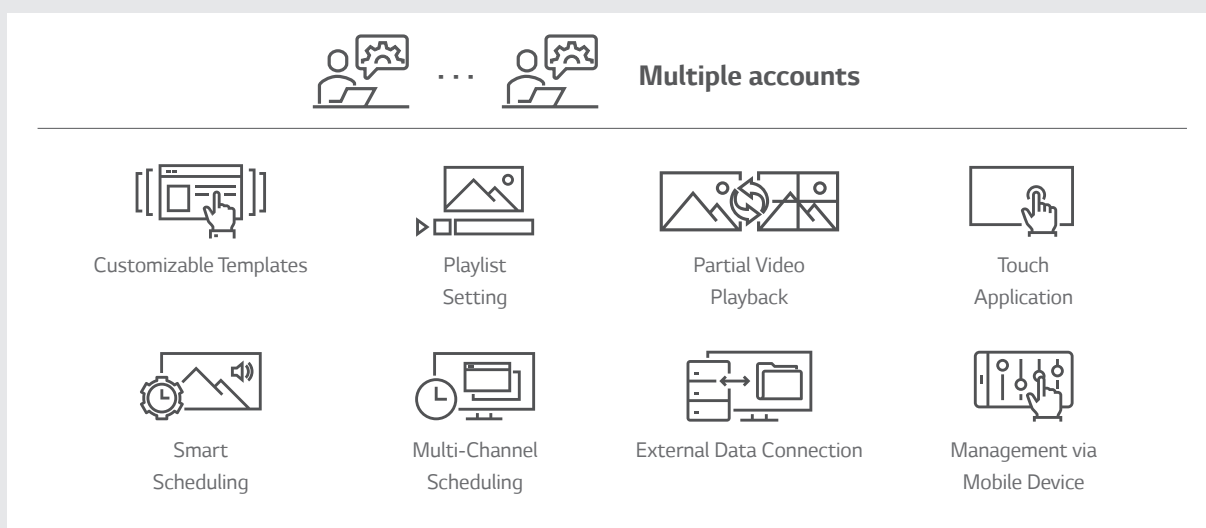 Multiple accounts
Customizable Templates
Playlist
Setting
Partial Video
Playback
Touch
Application
Smart
Scheduling
Multi-Channel
Scheduling
External Data Connection
Management via
Mobile Device